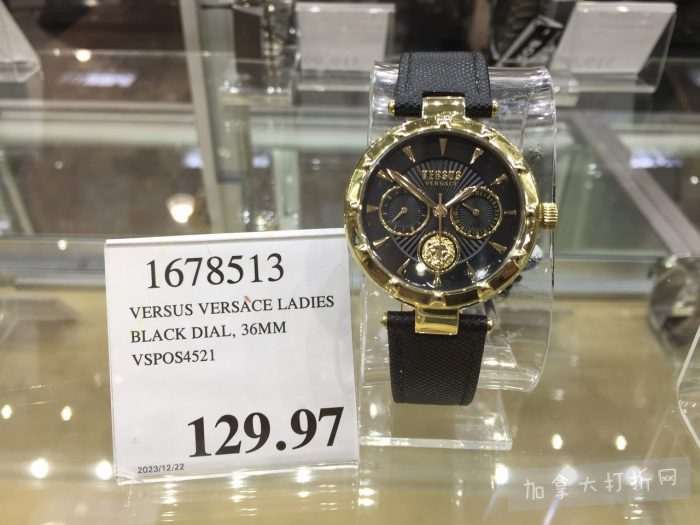 1678513
VERSUS VERSACE LADIES
BLACK DIAL, 36MM
VSPOS4521
129.97
2023/12/22
VERSUS
VERSACE
加拿大打折网